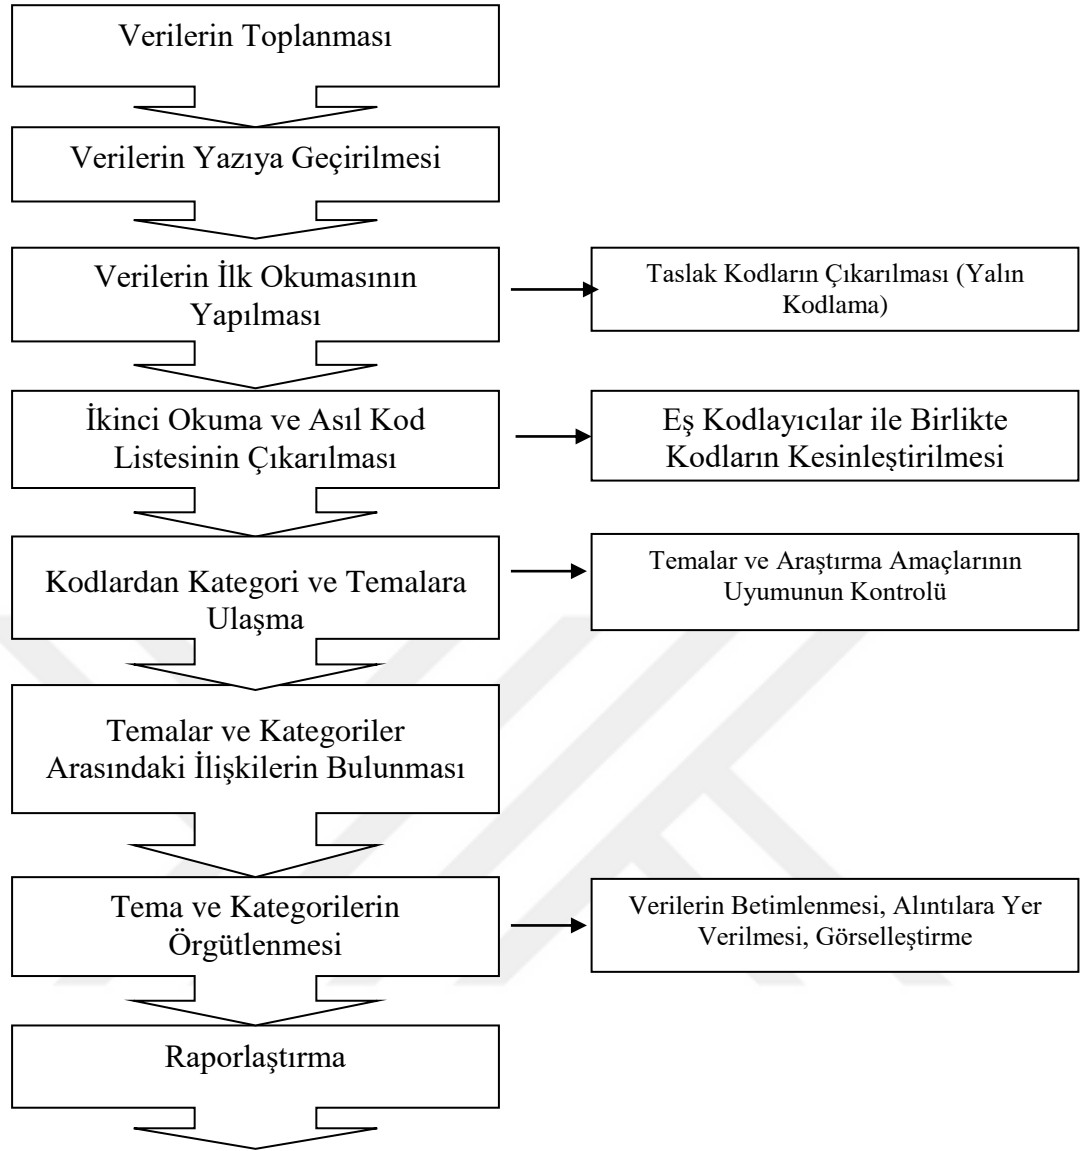 Verilerin Toplanması
Verilerin Yazıya Geçirilmesi
Verilerin İlk Okumasının
Yapılması
Taslak Kodların Çıkarılması (Yalın
Kodlama)
İkinci Okuma ve Asıl Kod
Listesinin Çıkarılması
Eş Kodlayıcılar ile Birlikte
Kodların Kesinleştirilmesi
Kodlardan Kategori ve Temalara
Ulaşma
Temalar ve Araştırma Amaçlarının
Uyumunun Kontrolü
Temalar ve Kategoriler
Arasındaki İlişkilerin Bulunması
Tema ve Kategorilerin
Örgütlenmesi
Verilerin Betimlenmesi, Alıntılara Yer
Verilmesi, Görselleştirme
Raporlaştırma